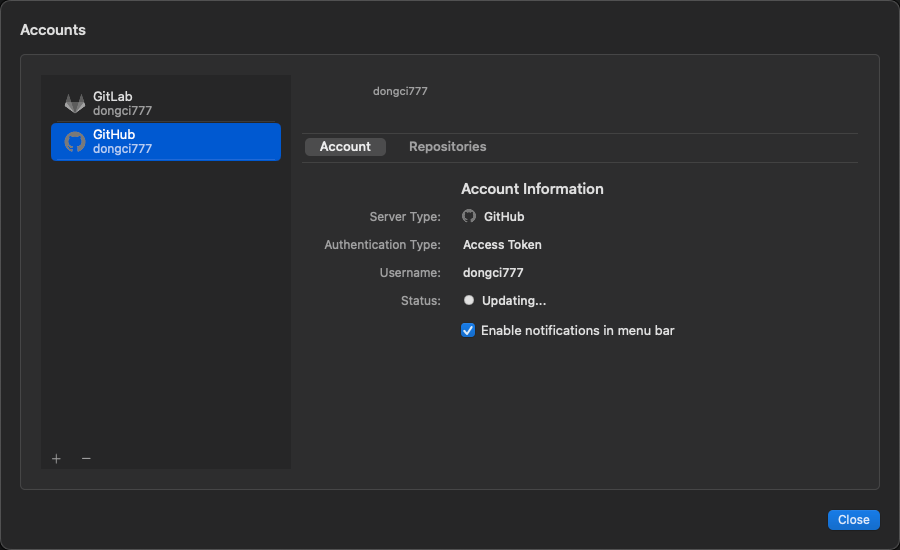 Accounts
GitLab
dongci777
GitHub
dongci777
dongci777
Account Repositories
Account Information
Server Type: GitHub
Authentication Type: Access Token
Username: dongci777
Status: Updating...
Enable notifications in menu bar
+ −
Close